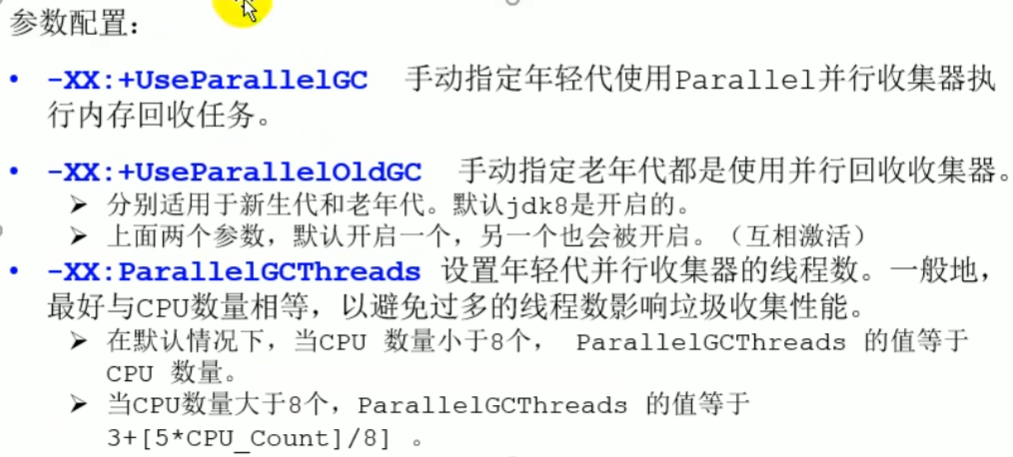 参数配置：
• -XX:+UseParallelGC 手动指定年轻代使用Parallel并行收集器执
行内存回收任务。
• -XX:+UseParallelOldGC 手动指定老年代都是使用并行回收收集器。
➤ 分别适用于新生代和老年代。默认jdk8是开启的。
➤ 上面两个参数，默认开启一个，另一个也会被开启。（互相激活）
• -XX:ParallelGCThreads 设置年轻代并行收集器的线程数。一般地，
最好与CPU数量相等，以避免过多的线程数影响垃圾收集性能。
➤ 在默认情况下，当CPU 数量小于8个， ParallelGCThreads 的值等于
CPU 数量。
➤ 当CPU数量大于8个，ParallelGCThreads 的值等于
3+[5*CPU_Count]/8] 。